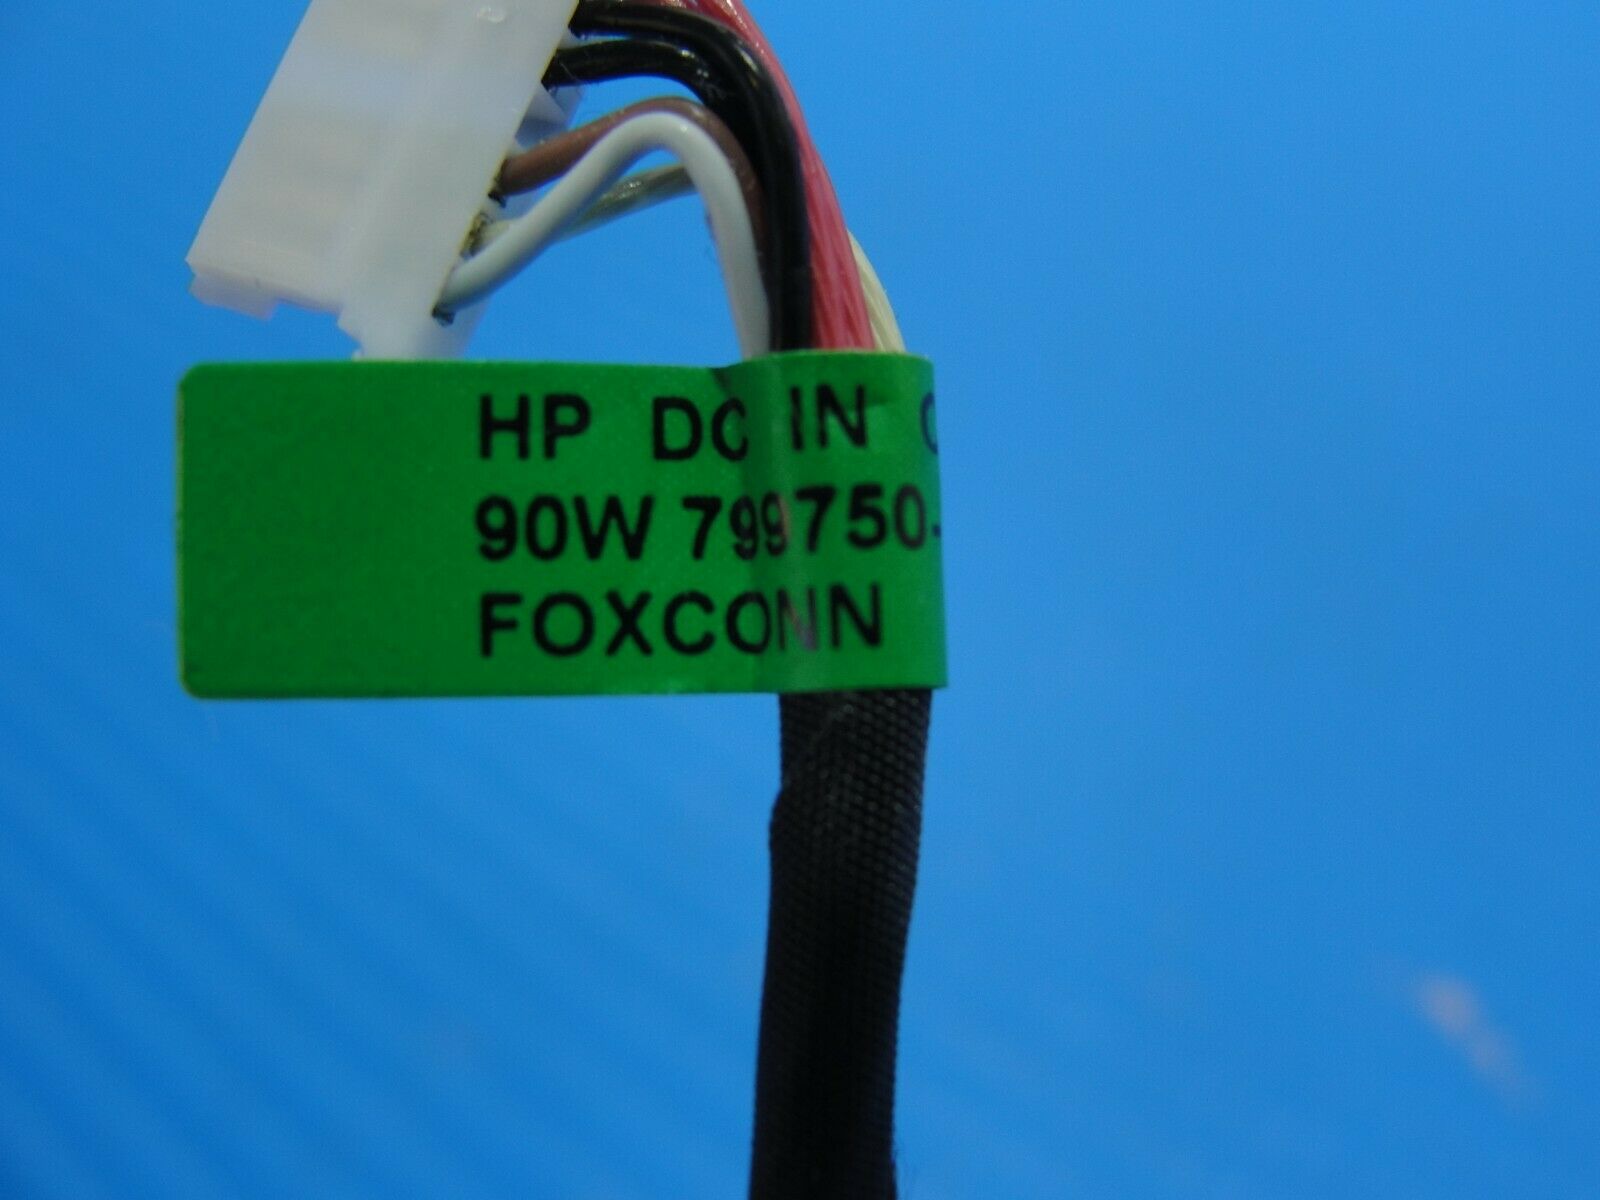 HP DC IN
90W 799750-
FOXCONN